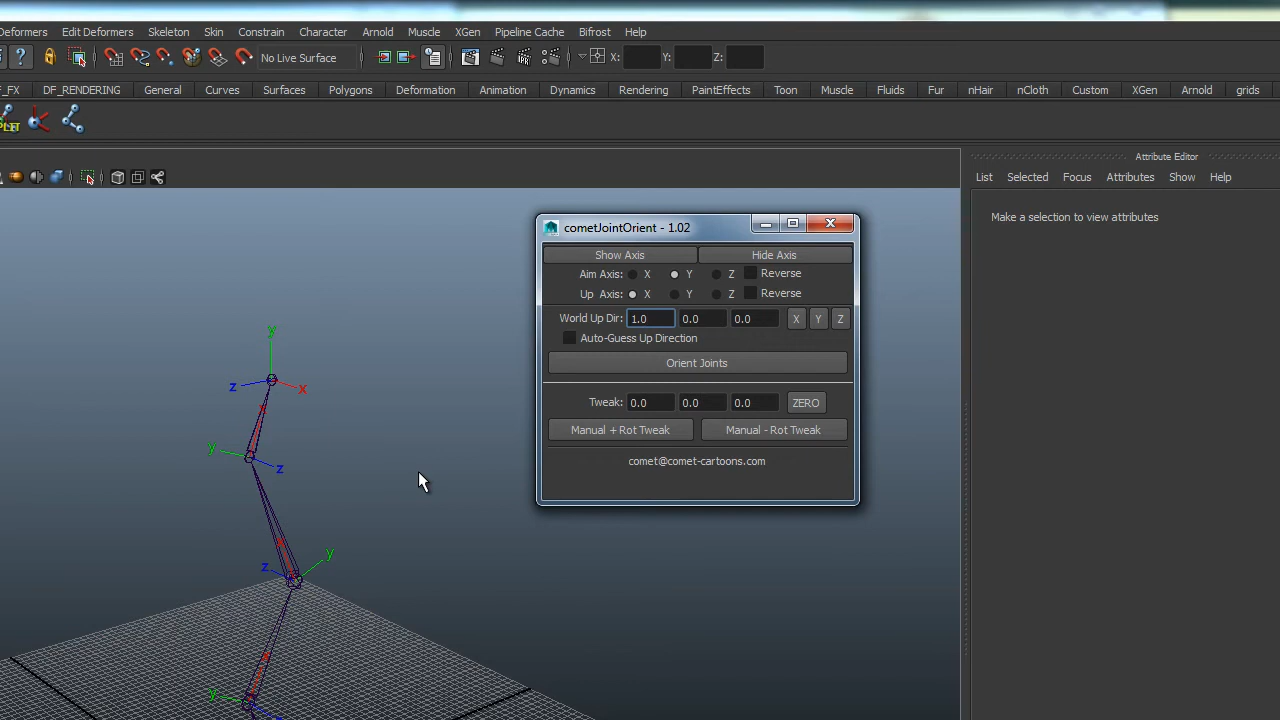 Deformers Edit Deformers Skeleton Skin Constrain Character Arnold Muscle XGen Pipeline Cache Bifrost Help
? No Live Surface X: Y: Z:
F_FX DF_RENDERING General Curves Surfaces Polygons Deformation Animation Dynamics Rendering PaintEffects Toon Muscle Fluids Fur nHair nCloth Custom XGen Arnold grids
Attribute Editor
List Selected Focus Attributes Show Help
Make a selection to view attributes
cometJointOrient - 1.02
Show Axis Hide Axis
Aim Axis: X Y Z Reverse
Up Axis: X Y Z Reverse
World Up Dir: 1.0 0.0 0.0 X Y Z
Auto-Guess Up Direction
Orient Joints
Tweak: 0.0 0.0 0.0 ZERO
Manual + Rot Tweak Manual - Rot Tweak
comet@comet-cartoons.com
y
z x
x
y
z
y
z
x
x
y